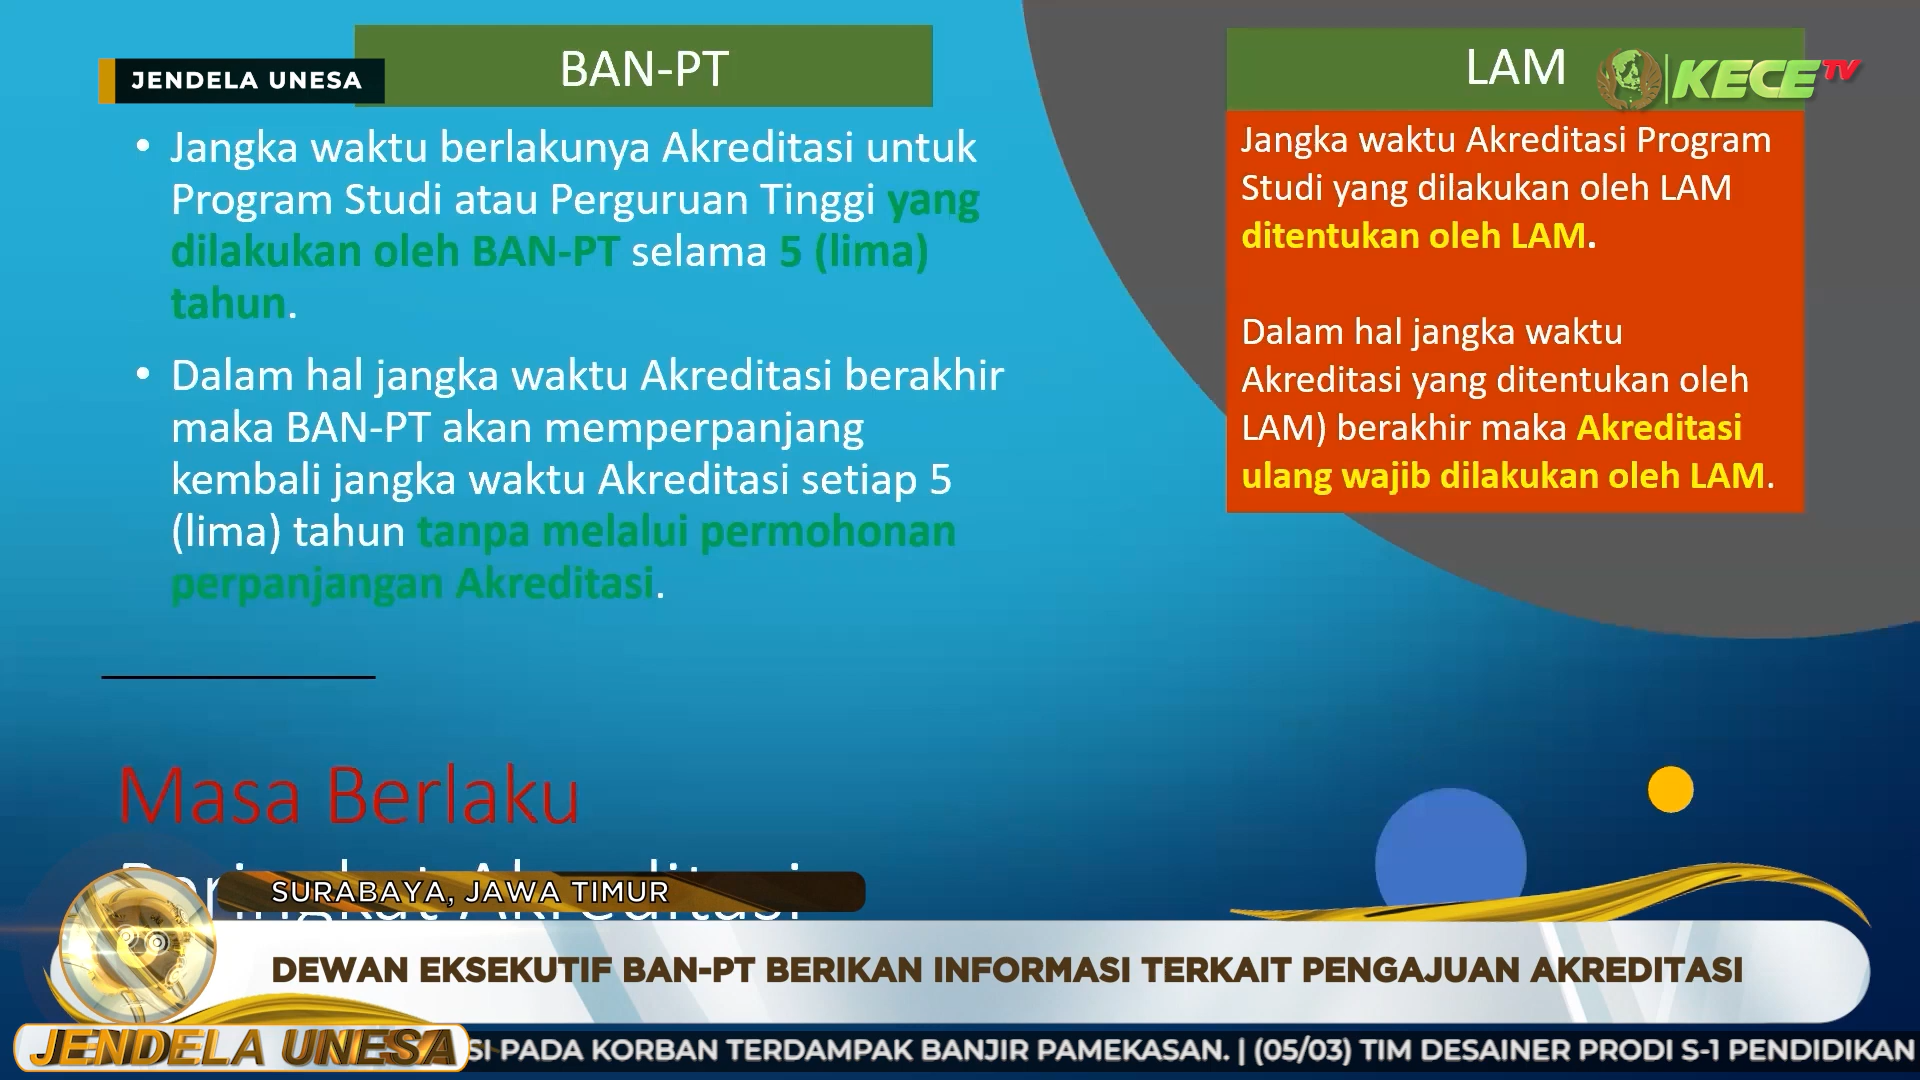 BAN-PT
JENDELA UNESA
• Jangka waktu berlakunya Akreditasi untuk
Program Studi atau Perguruan Tinggi yang
dilakukan oleh BAN-PT selama 5 (lima)
tahun.
• Dalam hal jangka waktu Akreditasi berakhir
maka BAN-PT akan memperpanjang
kembali jangka waktu Akreditasi setiap 5
(lima) tahun tanpa melalui permohonan
perpanjangan Akreditasi.
LAM
KECE TV
Jangka waktu Akreditasi Program
Studi yang dilakukan oleh LAM
ditentukan oleh LAM.
Dalam hal jangka waktu
Akreditasi yang ditentukan oleh
LAM) berakhir maka Akreditasi
ulang wajib dilakukan oleh LAM.
Masa Berlaku
Peringkat Akreditasi
SURABAYA, JAWA TIMUR
DEWAN EKSEKUTIF BAN-PT BERIKAN INFORMASI TERKAIT PENGAJUAN AKREDITASI
JENDELA UNESA
SI PADA KORBAN TERDAMPAK BANJIR PAMEKASAN. | (05/03) TIM DESAINER PRODI S-1 PENDIDIKAN